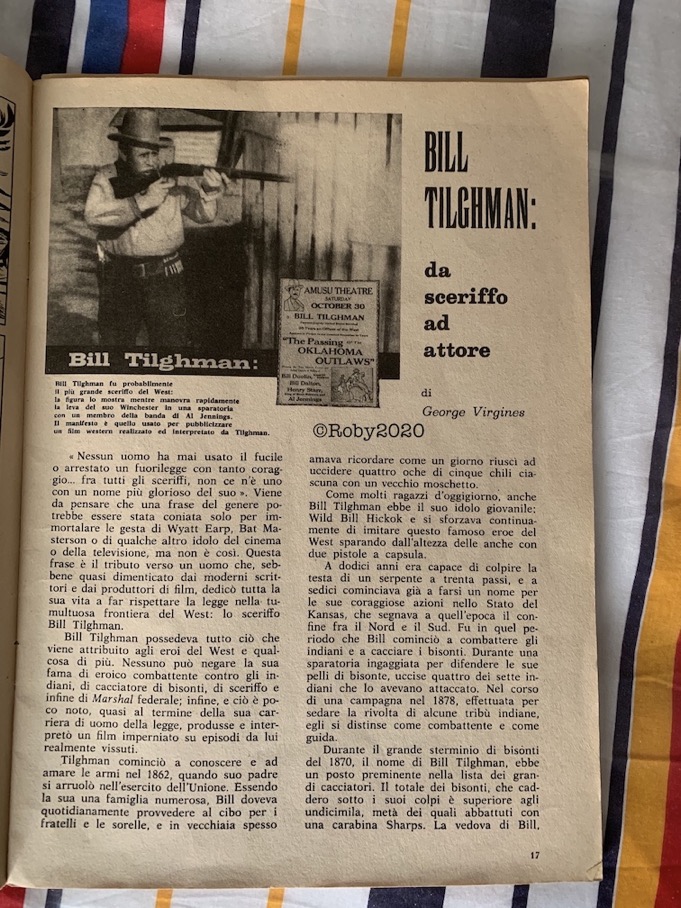 BILL
TILGHMAN:
da
sceriffo
ad
attore
di
George Virgines
AMUSU THEATRE
SATURDAY
OCTOBER 30
BILL TILGHMAN
"The Passing OF THE
OKLAHOMA
OUTLAWS"
Bill Doolin,
Bill Dalton,
Henry Starr,
Al Jennings
Bill Tilghman:
Bill Tilghman fu probabilmente
il più grande sceriffo del West:
la figura lo mostra mentre manovra rapidamente
la leva del suo Winchester in una sparatoria
con un membro della banda di Al Jennings.
Il manifesto è quello usato per pubblicizzare
un film western realizzato ed interpretato da Tilghman.
©Roby2020
« Nessun uomo ha mai usato il fucile
o arrestato un fuorilegge con tanto corag-
gio... fra tutti gli sceriffi, non ce n'è uno
con un nome più glorioso del suo ». Viene
da pensare che una frase del genere po-
trebbe essere stata coniata solo per im-
mortalare le gesta di Wyatt Earp, Bat Ma-
sterson o di qualche altro idolo del cinema
o della televisione, ma non è così. Questa
frase è il tributo verso un uomo che, seb-
bene quasi dimenticato dai moderni scrit-
tori e dai produttori di film, dedicò tutta la
sua vita a far rispettare la legge nella tu-
multuosa frontiera del West: lo sceriffo
Bill Tilghman.
Bill Tilghman possedeva tutto ciò che
viene attribuito agli eroi del West e qual-
cosa di più. Nessuno può negare la sua
fama di eroico combattente contro gli in-
diani, di cacciatore di bisonti, di sceriffo e
infine di Marshal federale; infine, e ciò è po-
co noto, quasi al termine della sua car-
riera di uomo della legge, produsse e inter-
pretò un film imperniato su episodi da lui
realmente vissuti.
Tilghman cominciò a conoscere e ad
amare le armi nel 1862, quando suo padre
si arruolò nell'esercito dell'Unione. Essendo
la sua una famiglia numerosa, Bill doveva
quotidianamente provvedere al cibo per i
fratelli e le sorelle, e in vecchiaia spesso
amava ricordare come un giorno riuscì ad
uccidere quattro oche di cinque chili cia-
scuna con un vecchio moschetto.
Come molti ragazzi d'oggigiorno, anche
Bill Tilghman ebbe il suo idolo giovanile:
Wild Bill Hickok e si sforzava continua-
mente di imitare questo famoso eroe del
West sparando dall'altezza delle anche con
due pistole a capsula.
A dodici anni era capace di colpire la
testa di un serpente a trenta passi, e a
sedici cominciava già a farsi un nome per
le sue coraggiose azioni nello Stato del
Kansas, che segnava a quell'epoca il con-
fine fra il Nord e il Sud. Fu in quel pe-
riodo che Bill cominciò a combattere gli
indiani e a cacciare i bisonti. Durante una
sparatoria ingaggiata per difendere le sue
pelli di bisonte, uccise quattro dei sette in-
diani che lo avevano attaccato. Nel corso
di una campagna nel 1878, effettuata per
sedare la rivolta di alcune tribù indiane,
egli si distinse come combattente e come
guida.
Durante il grande sterminio di bisonti
del 1870, il nome di Bill Tilghman, ebbe
un posto preminente nella lista dei gran-
di cacciatori. Il totale dei bisonti, che cad-
dero sotto i suoi colpi è superiore agli
undicimila, metà dei quali abbattuti con
una carabina Sharps. La vedova di Bill,
17